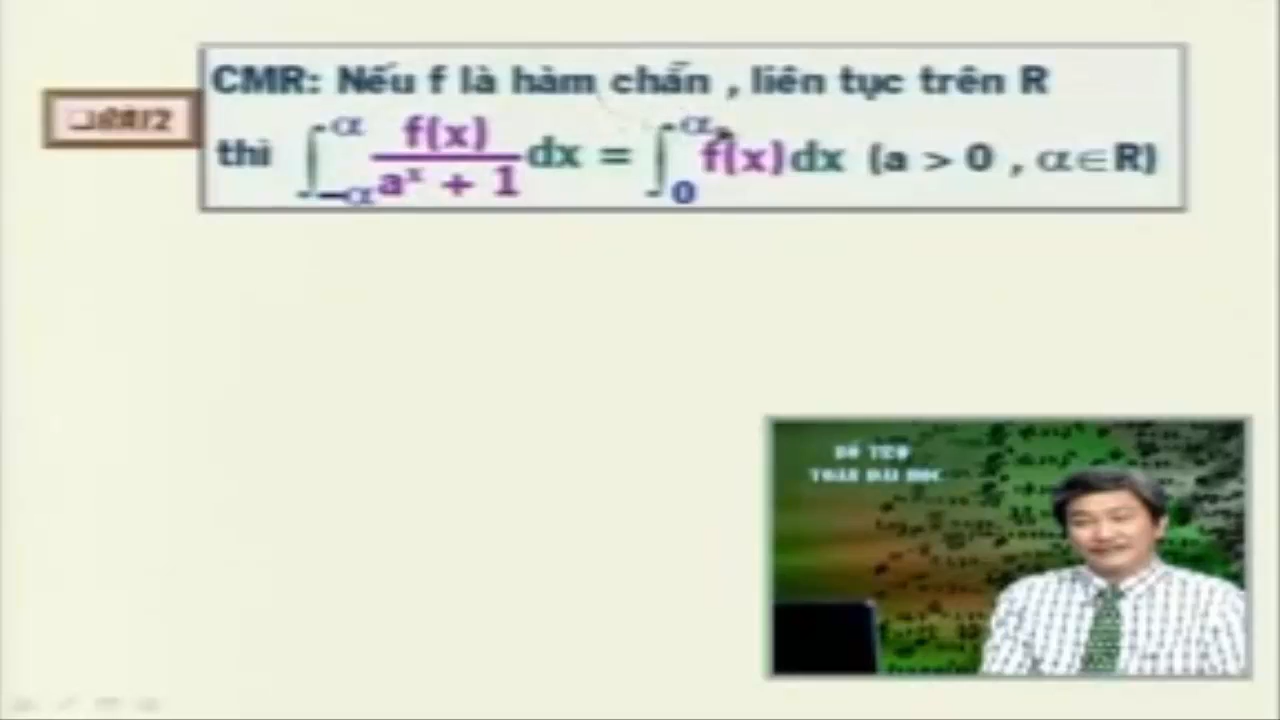 CMR: Nếu f là hàm chẵn , liên tục trên R
thì ∫_{-α}^{α} f(x)/(a^x + 1) dx = ∫_0^α f(x)dx (a > 0 , α∈R)